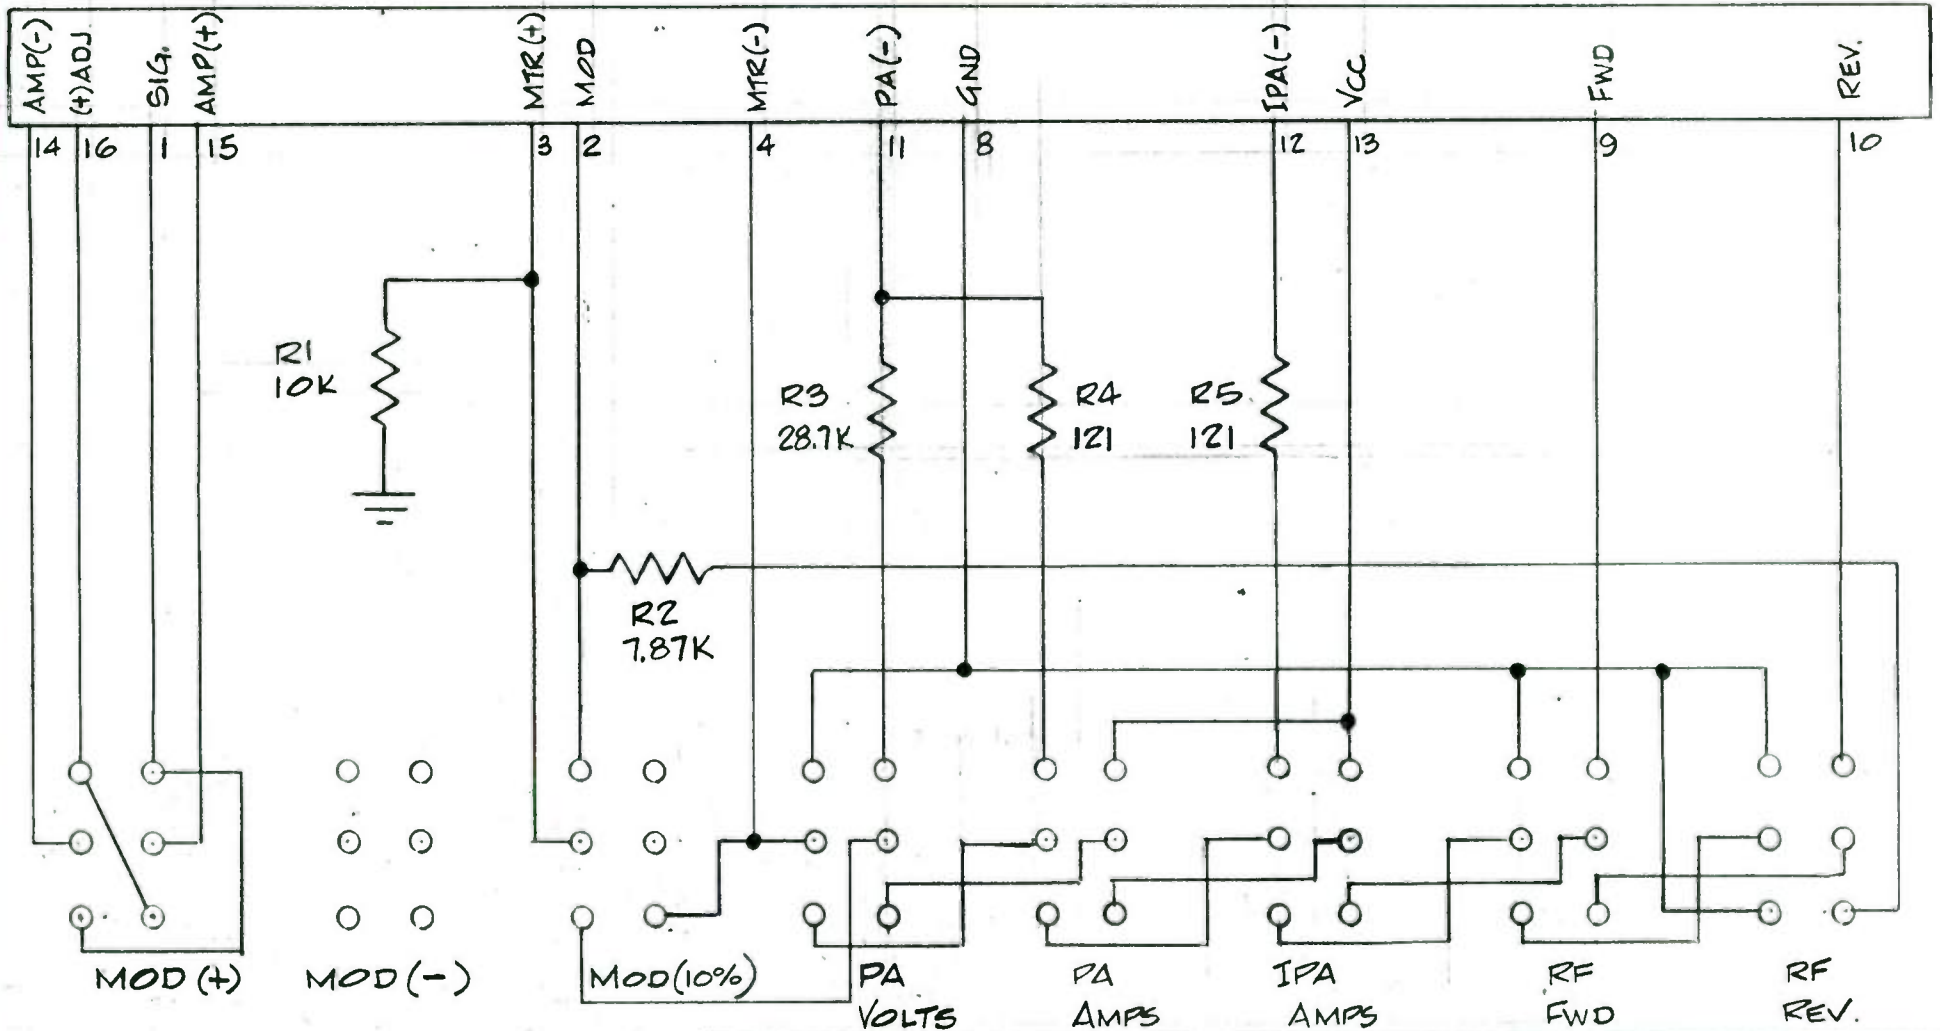 AMP(-)
(+)ADJ
SIG.
AMP(+)
MTR(+)
MOD
MTR(-)
PA(-)
GND
IPA(-)
VCC
FWD
REV.
14
16
1
15
3
2
4
11
8
12
13
9
10
R1
10K
R3
28.7K
R4
121
R5
121
R2
7.87K
MOD (+)
MOD (-)
MOD (10%)
PA
VOLTS
PA
AMPS
IPA
AMPS
RF
FWD
RF
REV.